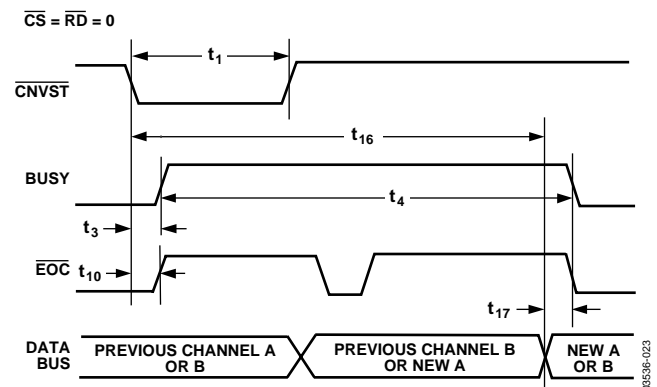 CS = RD = 0
t1
CNVST
t16
BUSY
t4
t3
EOC
t10
t17
DATA
BUS
PREVIOUS CHANNEL A
OR B
PREVIOUS CHANNEL B
OR NEW A
NEW A
OR B
03536-023